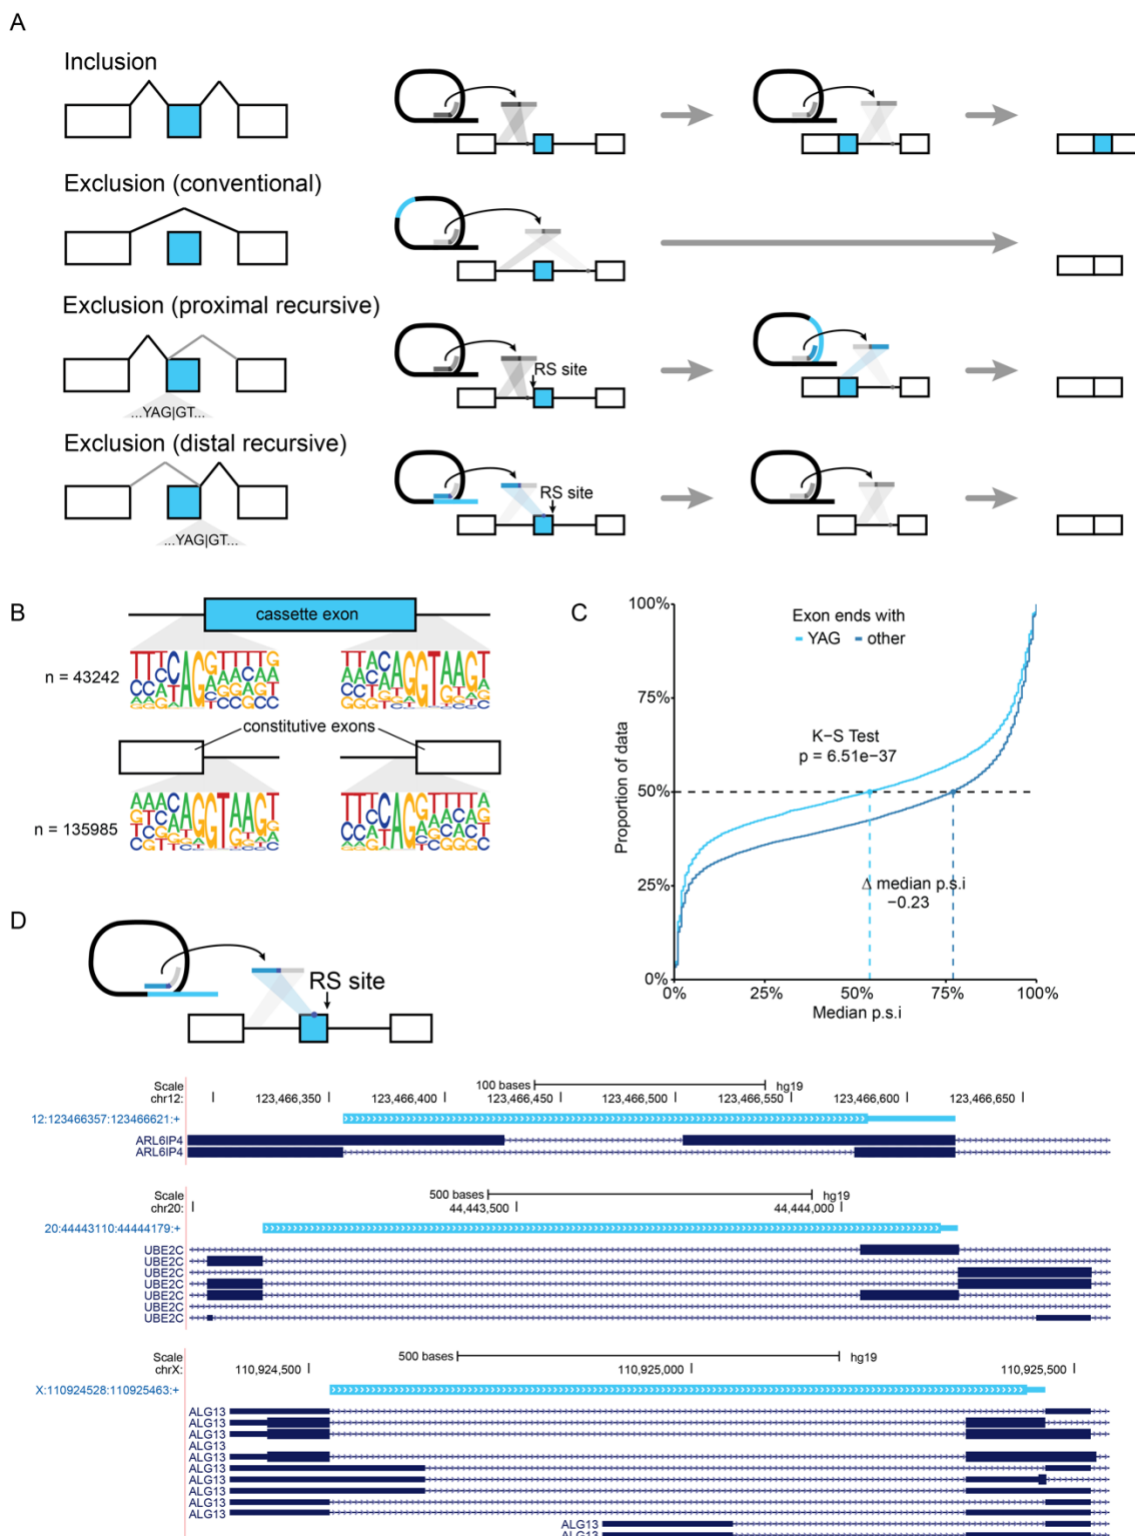 A
Inclusion
Exclusion (conventional)
Exclusion (proximal recursive)
RS site
...YAG|GT...
Exclusion (distal recursive)
RS site
...YAG|GT...
B
cassette exon
n = 43242
constitutive exons
n = 135985
C
100%
75%
50%
25%
0%
Proportion of data
Exon ends with
YAG other
K–S Test
p = 6.51e–37
Δ median p.s.i
−0.23
0% 25% 50% 75% 100%
Median p.s.i
D
RS site
Scale 100 bases hg19
chr12: 123,466,350 123,466,400 123,466,450 123,466,500 123,466,550 123,466,600 123,466,650
12:123466357:123466621:+
ARL6IP4
ARL6IP4
Scale 500 bases hg19
chr20: 44,443,500 44,444,000
20:44443110:44444179:+
UBE2C
UBE2C
UBE2C
UBE2C
UBE2C
UBE2C
UBE2C
Scale 500 bases hg19
chrX: 110,924,500 110,925,000 110,925,500
X:110924528:110925463:+
ALG13
ALG13
ALG13
ALG13
ALG13
ALG13
ALG13
ALG13
ALG13
ALG13
ALG13
ALG13